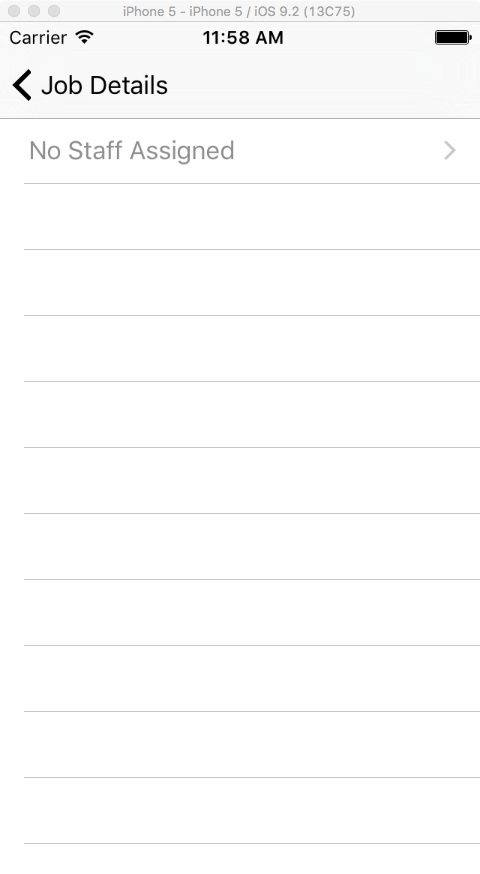 iPhone 5 - iPhone 5 / iOS 9.2 (13C75)
Carrier 11:58 AM
Job Details
No Staff Assigned